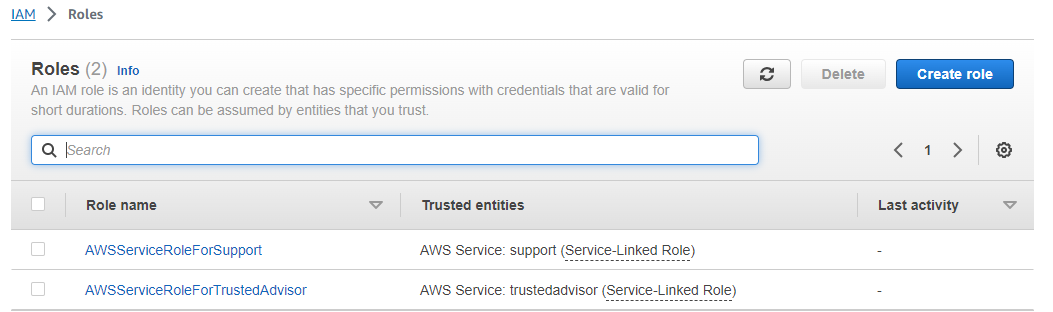 IAM > Roles
Roles (2) Info
Delete
Create role
An IAM role is an identity you can create that has specific permissions with credentials that are valid for
short durations. Roles can be assumed by entities that you trust.
Search
1
Role name Trusted entities Last activity
AWSServiceRoleForSupport AWS Service: support (Service-Linked Role) -
AWSServiceRoleForTrustedAdvisor AWS Service: trustedadvisor (Service-Linked Role) -